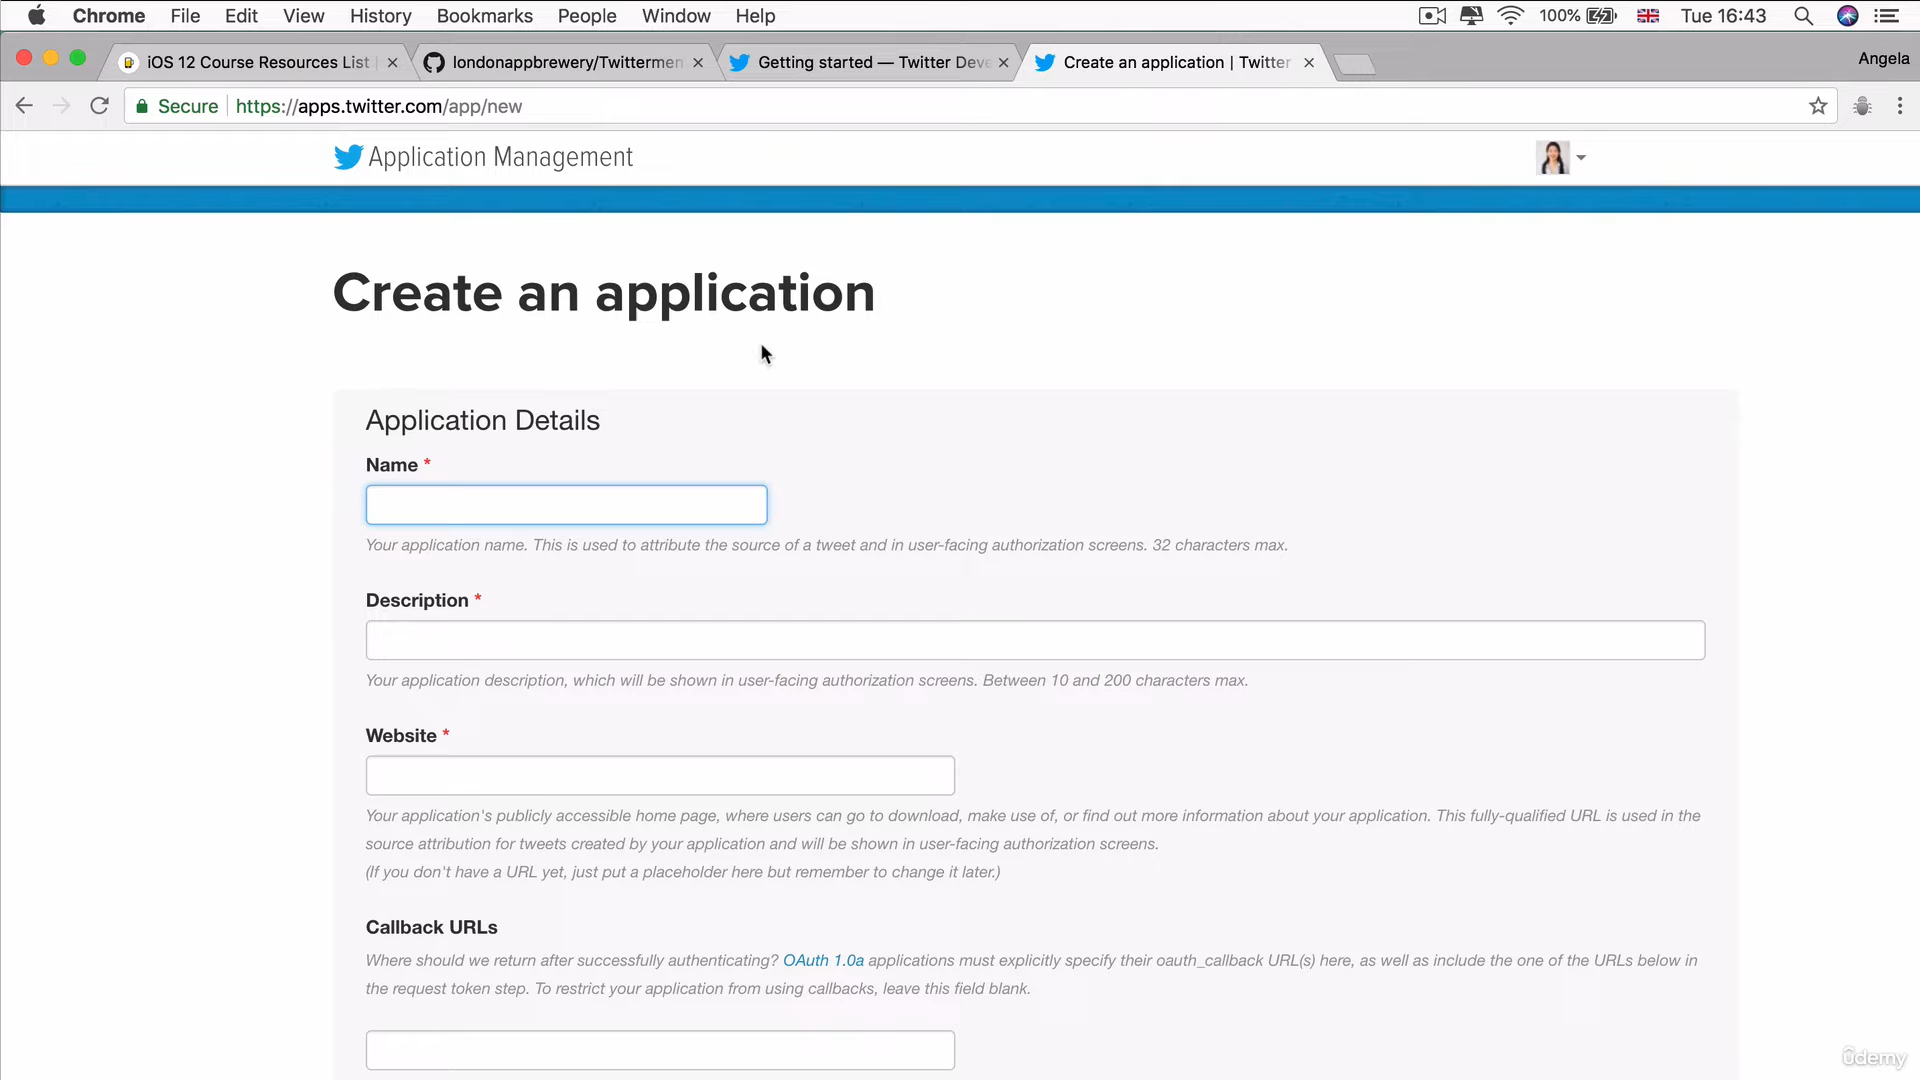 Chrome File Edit View History Bookmarks People Window Help 100% Tue 16:43
iOS 12 Course Resources List londonappbrewery/Twittermen Getting started — Twitter Deve Create an application | Twitter Angela
Secure https://apps.twitter.com/app/new
Application Management
Create an application
Application Details
Name *
Your application name. This is used to attribute the source of a tweet and in user-facing authorization screens. 32 characters max.
Description *
Your application description, which will be shown in user-facing authorization screens. Between 10 and 200 characters max.
Website *
Your application's publicly accessible home page, where users can go to download, make use of, or find out more information about your application. This fully-qualified URL is used in the
source attribution for tweets created by your application and will be shown in user-facing authorization screens.
(If you don't have a URL yet, just put a placeholder here but remember to change it later.)
Callback URLs
Where should we return after successfully authenticating? OAuth 1.0a applications must explicitly specify their oauth_callback URL(s) here, as well as include the one of the URLs below in
the request token step. To restrict your application from using callbacks, leave this field blank.
udemy